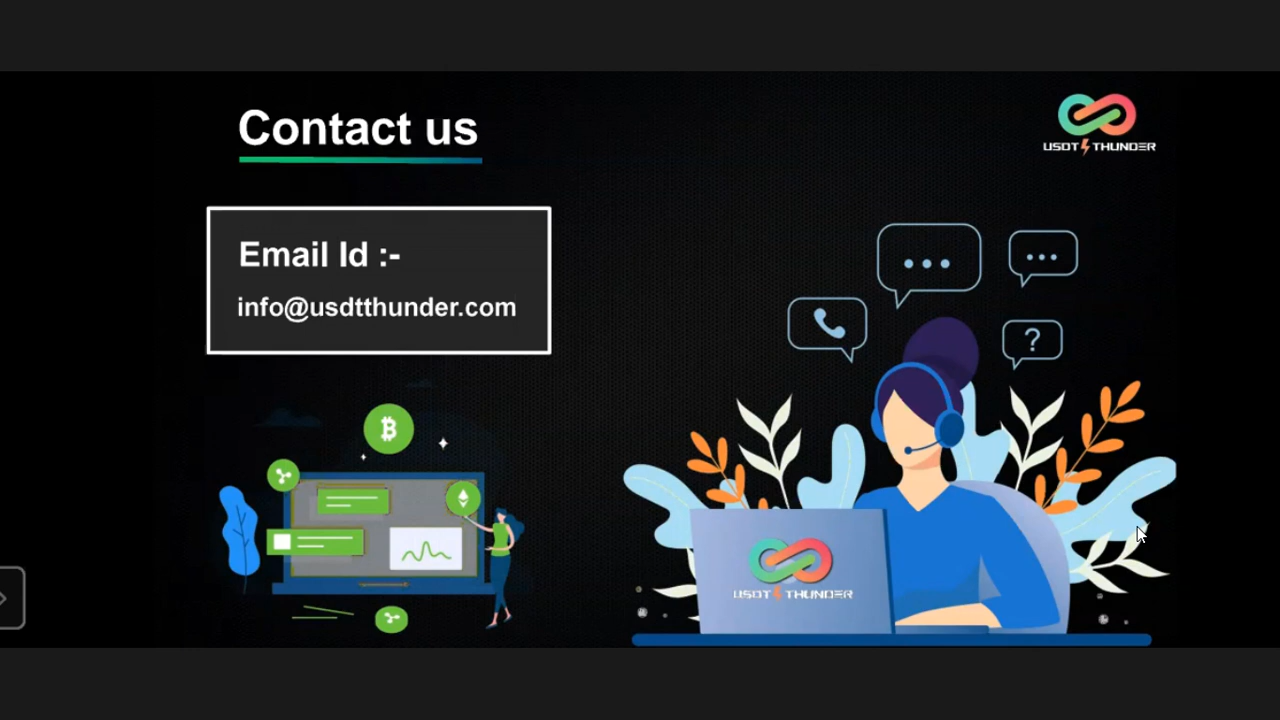 Contact us
USDT THUNDER
Email Id :-
info@usdtthunder.com
?
USDT THUNDER